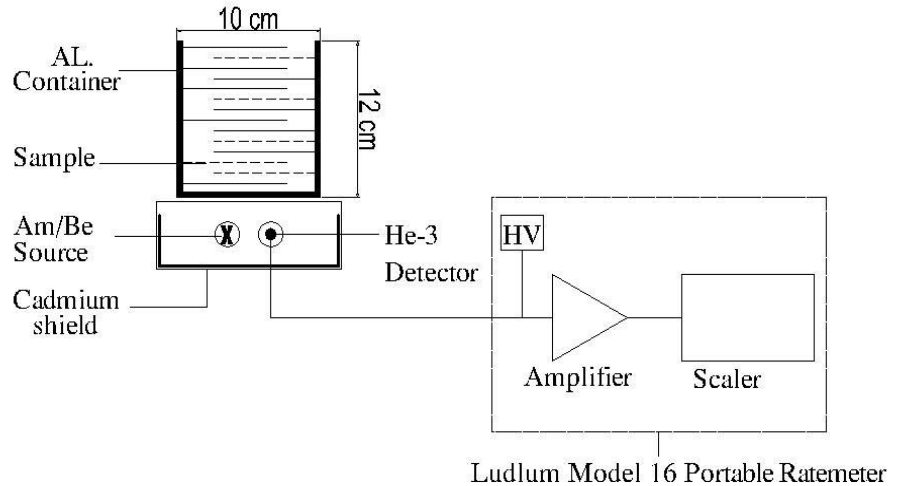 10 cm
AL.
Container
12 cm
Sample
Am/Be
Source
X
He-3
Detector
HV
Cadmium
shield
Amplifier
Scaler
Ludlum Model 16 Portable Ratemeter